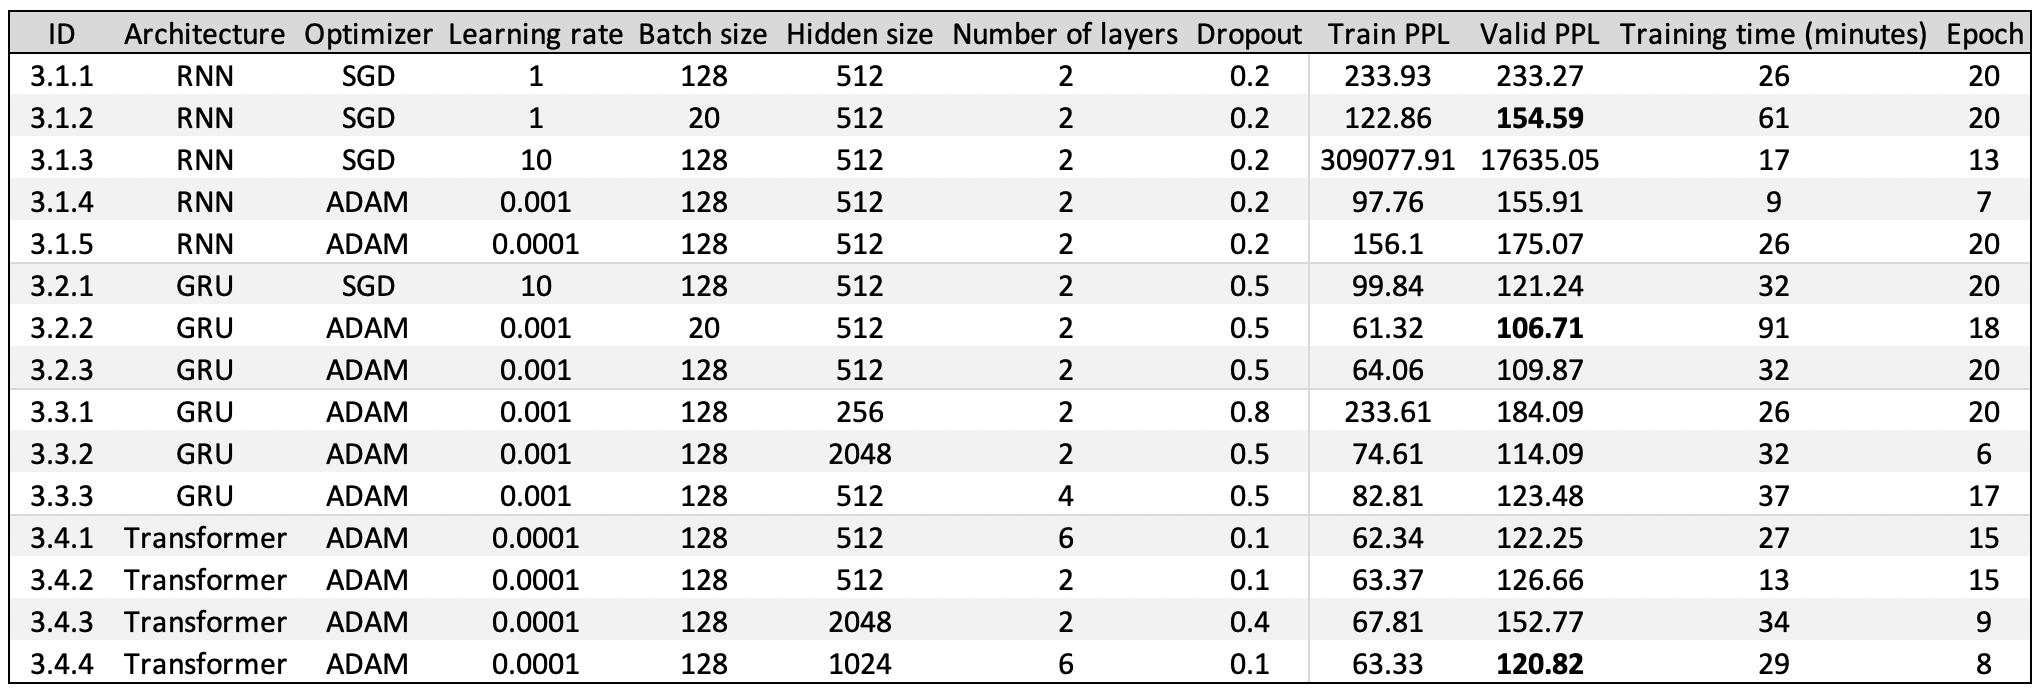 ID Architecture Optimizer Learning rate Batch size Hidden size Number of layers Dropout Train PPL Valid PPL Training time (minutes) Epoch
3.1.1 RNN SGD 1 128 512 2 0.2 233.93 233.27 26 20
3.1.2 RNN SGD 1 20 512 2 0.2 122.86 154.59 61 20
3.1.3 RNN SGD 10 128 512 2 0.2 309077.91 17635.05 17 13
3.1.4 RNN ADAM 0.001 128 512 2 0.2 97.76 155.91 9 7
3.1.5 RNN ADAM 0.0001 128 512 2 0.2 156.1 175.07 26 20
3.2.1 GRU SGD 10 128 512 2 0.5 99.84 121.24 32 20
3.2.2 GRU ADAM 0.001 20 512 2 0.5 61.32 106.71 91 18
3.2.3 GRU ADAM 0.001 128 512 2 0.5 64.06 109.87 32 20
3.3.1 GRU ADAM 0.001 128 256 2 0.8 233.61 184.09 26 20
3.3.2 GRU ADAM 0.001 128 2048 2 0.5 74.61 114.09 32 6
3.3.3 GRU ADAM 0.001 128 512 4 0.5 82.81 123.48 37 17
3.4.1 Transformer ADAM 0.0001 128 512 6 0.1 62.34 122.25 27 15
3.4.2 Transformer ADAM 0.0001 128 512 2 0.1 63.37 126.66 13 15
3.4.3 Transformer ADAM 0.0001 128 2048 2 0.4 67.81 152.77 34 9
3.4.4 Transformer ADAM 0.0001 128 1024 6 0.1 63.33 120.82 29 8